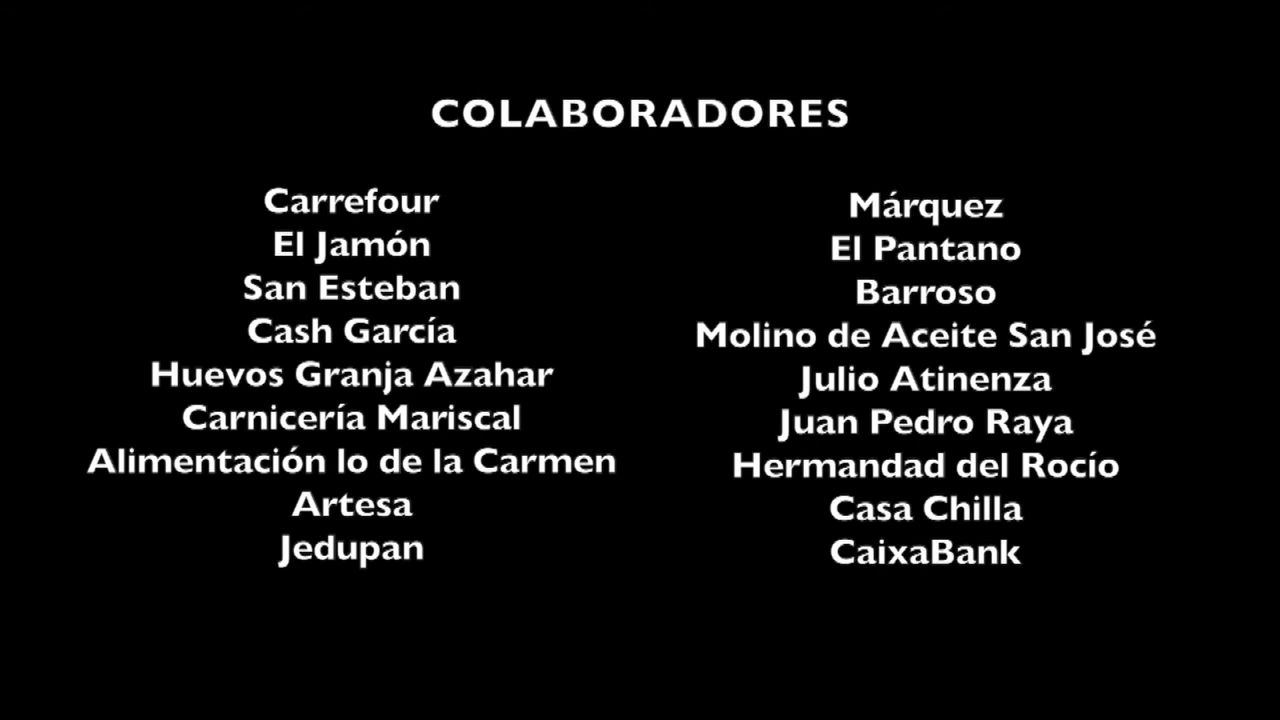 COLABORADORES
Carrefour
El Jamón
San Esteban
Cash García
Huevos Granja Azahar
Carnicería Mariscal
Alimentación lo de la Carmen
Artesa
Jedupan
Márquez
El Pantano
Barroso
Molino de Aceite San José
Julio Atinenza
Juan Pedro Raya
Hermandad del Rocío
Casa Chilla
CaixaBank